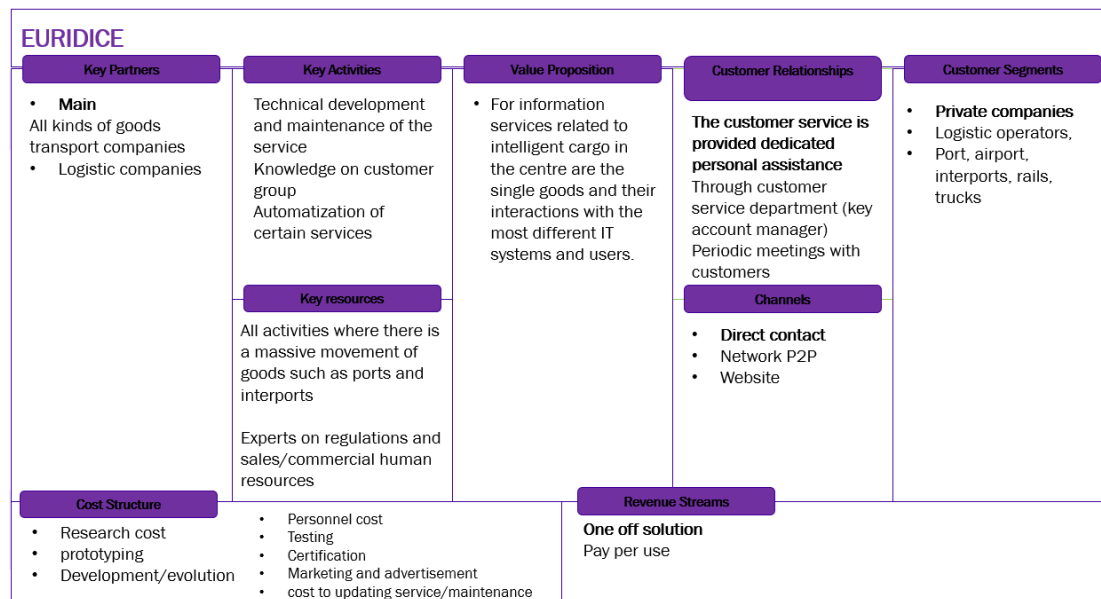 EURIDICE
Key Partners
• Main
All kinds of goods
transport companies
• Logistic companies
Key Activities
Technical development
and maintenance of the
service
Knowledge on customer
group
Automatization of
certain services
Key resources
All activities where there is
a massive movement of
goods such as ports and
interports
Experts on regulations and
sales/commercial human
resources
Value Proposition
• For information
services related to
intelligent cargo in
the centre are the
single goods and their
interactions with the
most different IT
systems and users.
Customer Relationships
The customer service is
provided dedicated
personal assistance
Through customer
service department (key
account manager)
Periodic meetings with
customers
Channels
• Direct contact
• Network P2P
• Website
Customer Segments
• Private companies
• Logistic operators,
• Port, airport,
interports, rails,
trucks
Cost Structure
• Research cost
• prototyping
• Development/evolution
• Personnel cost
• Testing
• Certification
• Marketing and advertisement
• cost to updating service/maintenance
Revenue Streams
One off solution
Pay per use